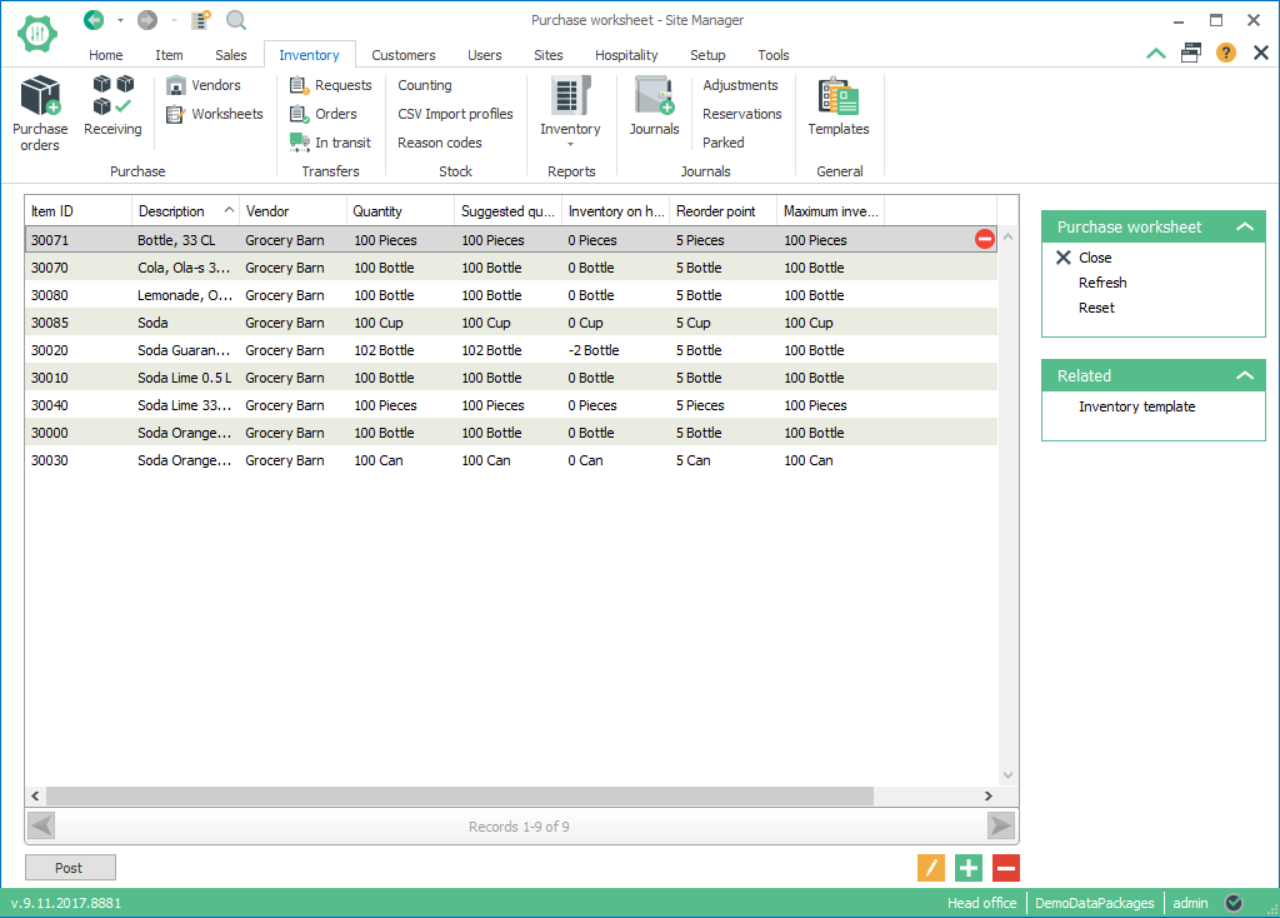 Purchase worksheet - Site Manager
Home Item Sales Inventory Customers Users Sites Hospitality Setup Tools
Purchase orders
Receiving
Vendors
Worksheets
Purchase
Requests
Orders
In transit
Transfers
Counting
CSV Import profiles
Reason codes
Stock
Inventory
Reports
Journals
Adjustments
Reservations
Parked
Journals
Templates
General
Item ID Description Vendor Quantity Suggested qu... Inventory on h... Reorder point Maximum inve...
30071 Bottle, 33 CL Grocery Barn 100 Pieces 100 Pieces 0 Pieces 5 Pieces 100 Pieces
30070 Cola, Ola-s 3... Grocery Barn 100 Bottle 100 Bottle 0 Bottle 5 Bottle 100 Bottle
30080 Lemonade, O... Grocery Barn 100 Bottle 100 Bottle 0 Bottle 5 Bottle 100 Bottle
30085 Soda Grocery Barn 100 Cup 100 Cup 0 Cup 5 Cup 100 Cup
30020 Soda Guaran... Grocery Barn 102 Bottle 102 Bottle -2 Bottle 5 Bottle 100 Bottle
30010 Soda Lime 0.5 L Grocery Barn 100 Bottle 100 Bottle 0 Bottle 5 Bottle 100 Bottle
30040 Soda Lime 33... Grocery Barn 100 Pieces 100 Pieces 0 Pieces 5 Pieces 100 Pieces
30000 Soda Orange... Grocery Barn 100 Bottle 100 Bottle 0 Bottle 5 Bottle 100 Bottle
30030 Soda Orange... Grocery Barn 100 Can 100 Can 0 Can 5 Can 100 Can
Records 1-9 of 9
Post
Purchase worksheet
Close
Refresh
Reset
Related
Inventory template
v.9.11.2017.8881 Head office DemoDataPackages admin